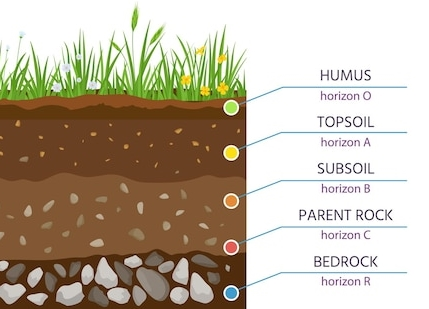 HUMUS
horizon O
TOPSOIL
horizon A
SUBSOIL
horizon B
PARENT ROCK
horizon C
BEDROCK
horizon R